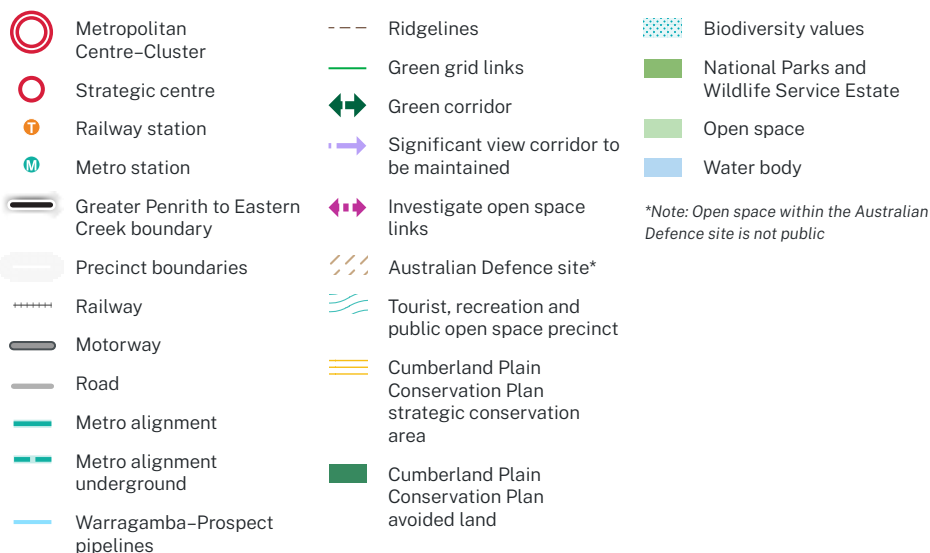 Metropolitan
Centre–Cluster
Strategic centre
T
Railway station
M
Metro station
Greater Penrith to Eastern
Creek boundary
Precinct boundaries
Railway
Motorway
Road
Metro alignment
Metro alignment
underground
Warragamba–Prospect
pipelines
Ridgelines
Green grid links
Green corridor
Significant view corridor to
be maintained
Investigate open space
links
Australian Defence site*
Tourist, recreation and
public open space precinct
Cumberland Plain
Conservation Plan
strategic conservation
area
Cumberland Plain
Conservation Plan
avoided land
Biodiversity values
National Parks and
Wildlife Service Estate
Open space
Water body
*Note: Open space within the Australian
Defence site is not public